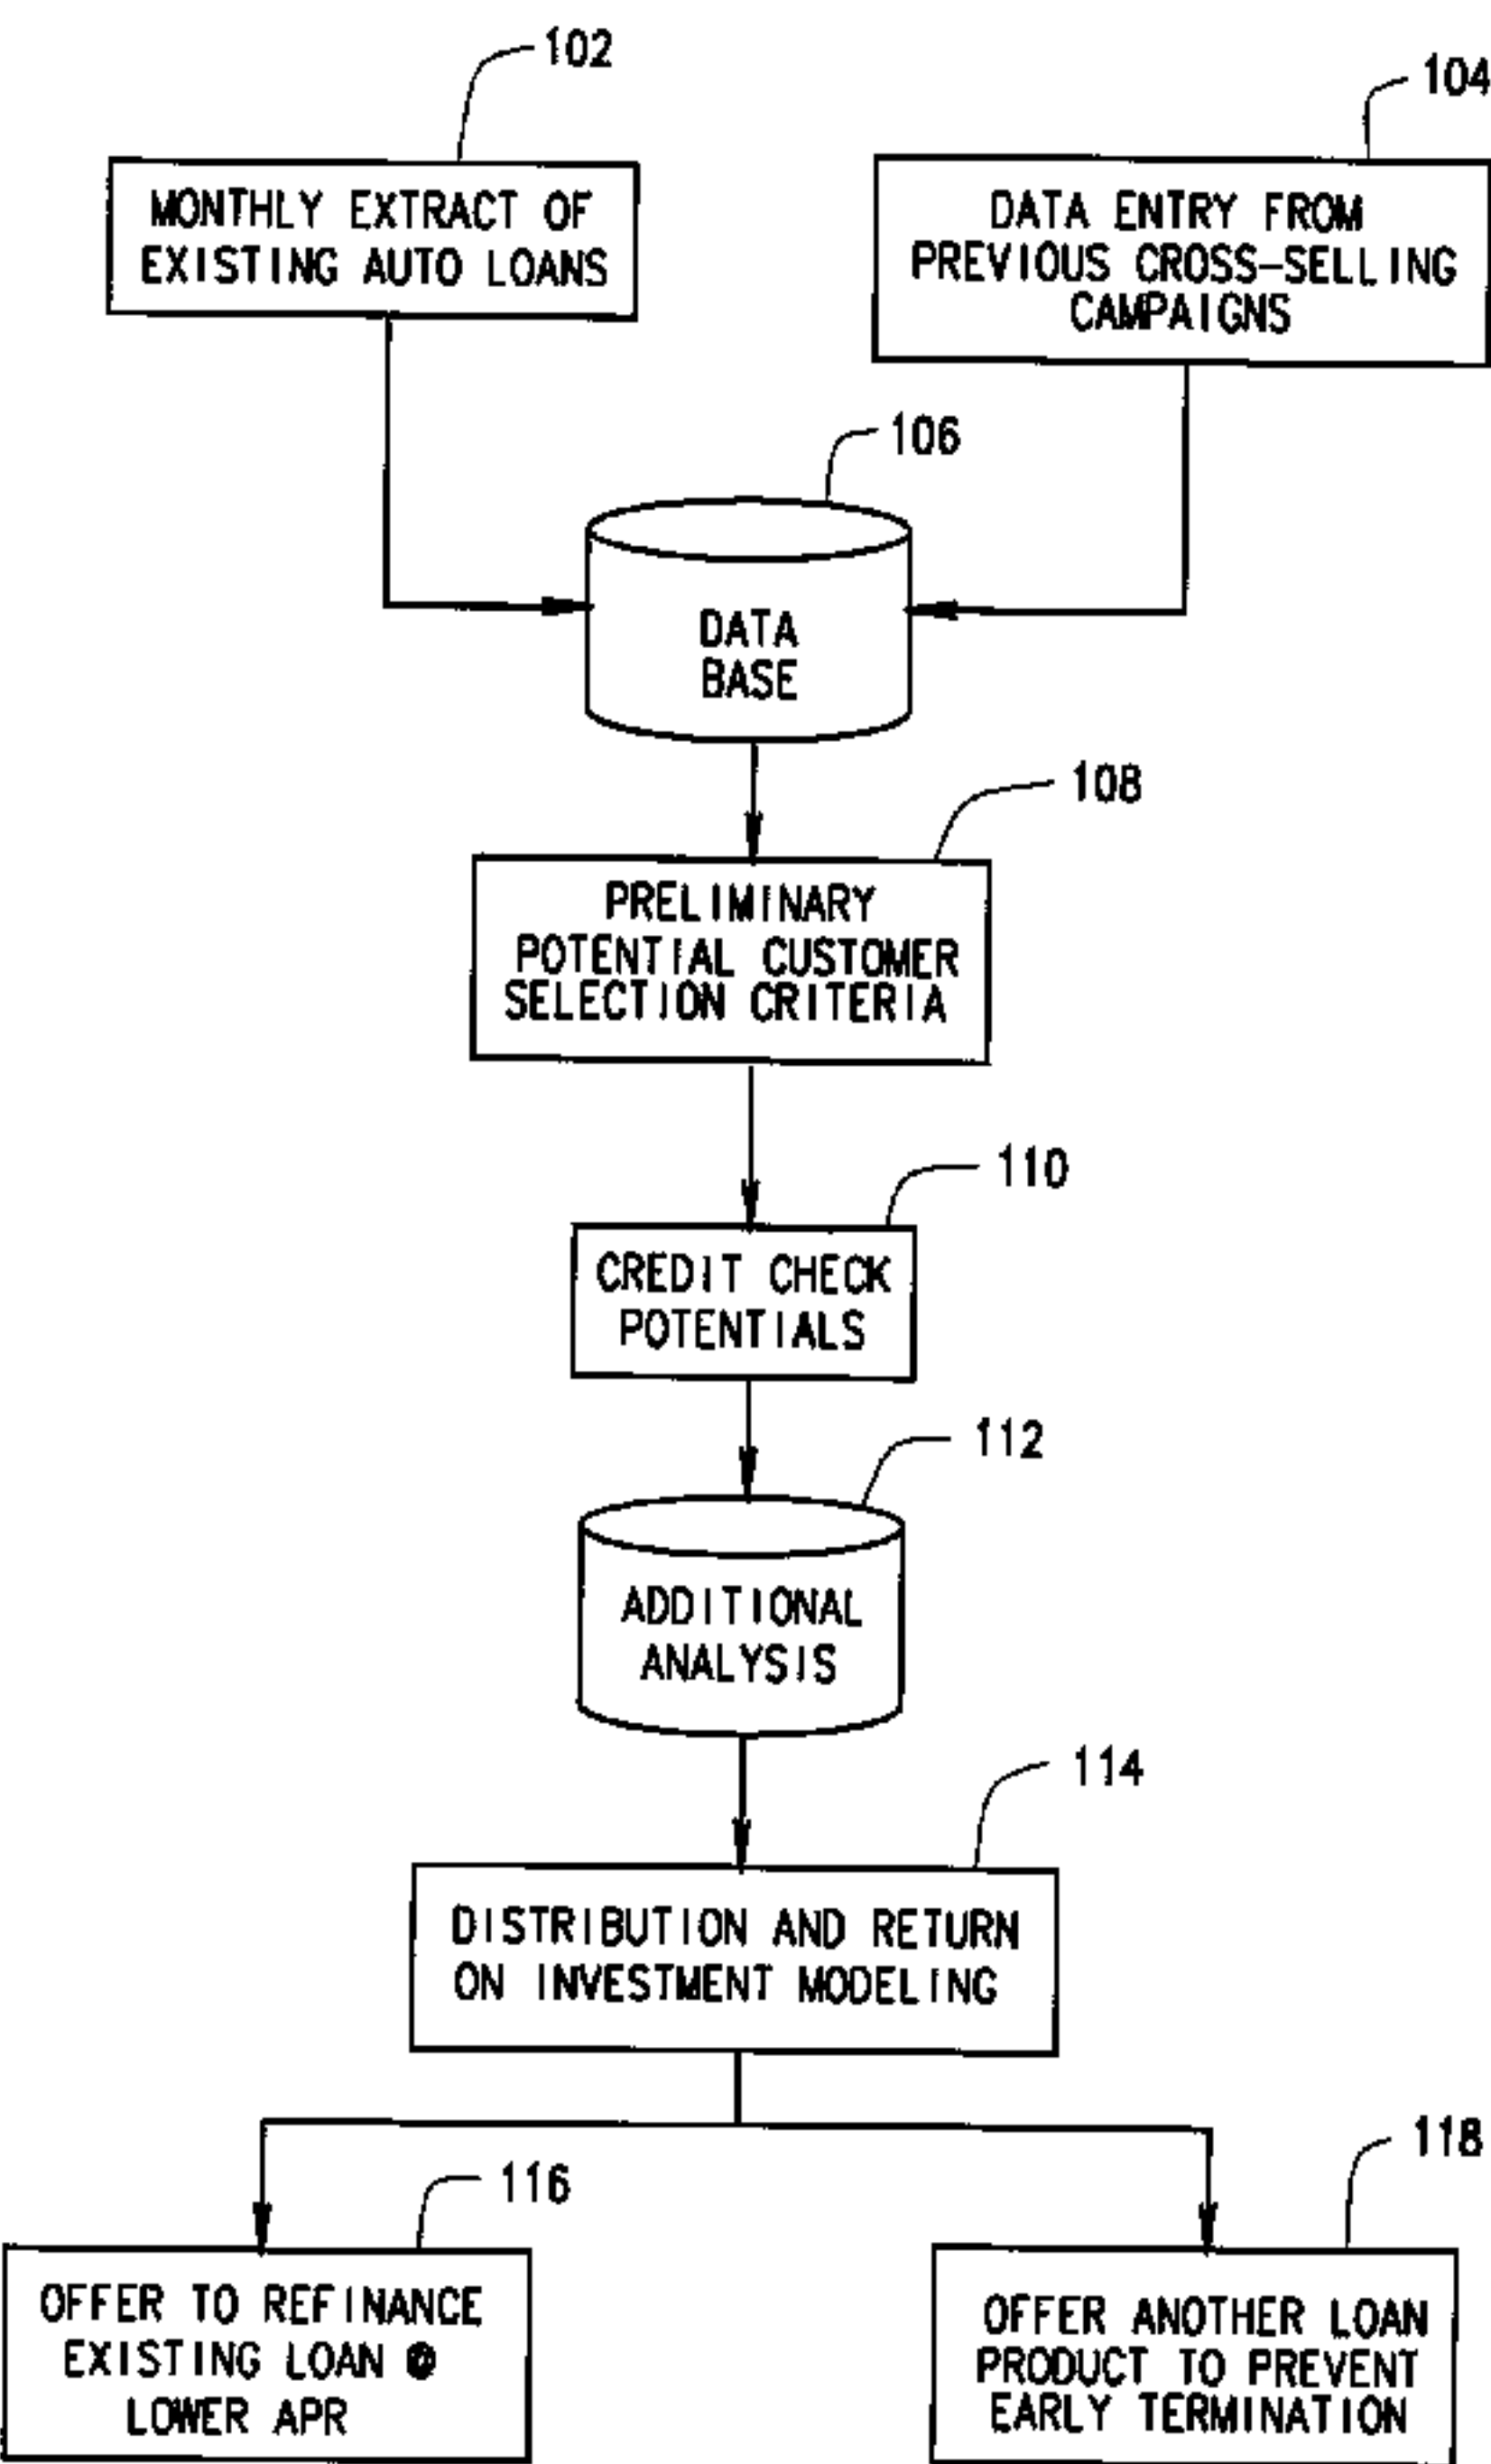 102
104
MONTHLY EXTRACT OF
EXISTING AUTO LOANS
DATA ENTRY FROM
PREVIOUS CROSS-SELLING
CAMPAIGNS
106
DATA
BASE
108
PRELIMINARY
POTENTIAL CUSTOMER
SELECTION CRITERIA
110
CREDIT CHECK
POTENTIALS
112
ADDITIONAL
ANALYSIS
114
DISTRIBUTION AND RETURN
ON INVESTMENT MODELING
116
118
OFFER TO REFINANCE
EXISTING LOAN @
LOWER APR
OFFER ANOTHER LOAN
PRODUCT TO PREVENT
EARLY TERMINATION